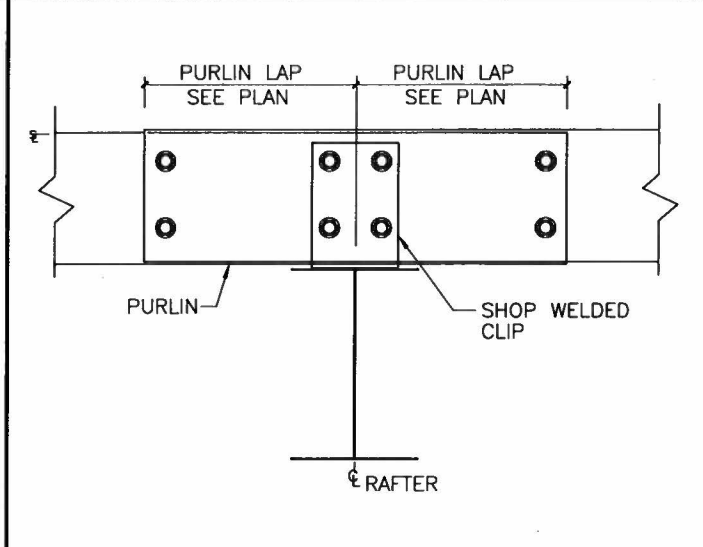 PURLIN LAP
SEE PLAN
PURLIN LAP
SEE PLAN
PURLIN
SHOP WELDED
CLIP
℄ RAFTER